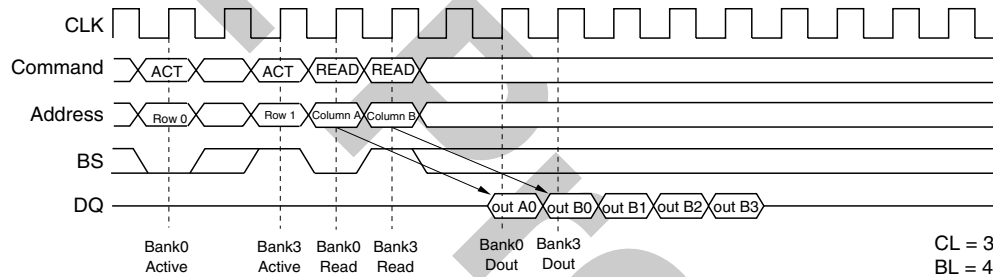 CLK
Command ACT ACT READ READ
Address Row 0 Row 1 Column A Column B
BS
DQ out A0 out B0 out B1 out B2 out B3
Bank0 Bank3 Bank0 Bank3 Bank0 Bank3
Active Active Read Read Dout Dout
CL = 3
BL = 4